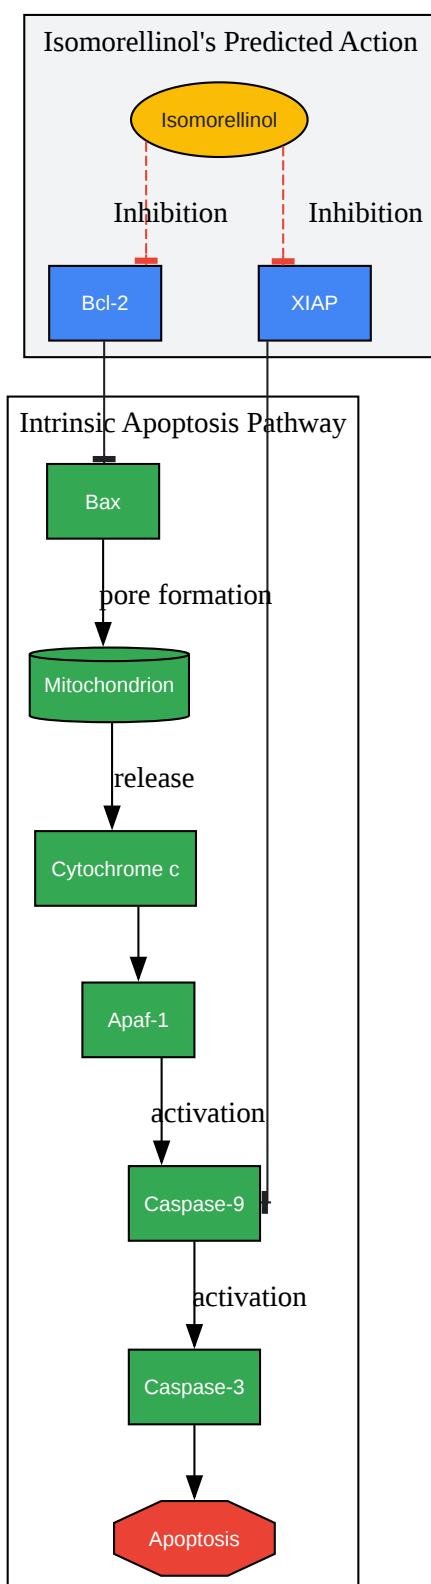 Isomorellinol's Predicted Action
Isomorellinol
Inhibition
Inhibition
Bcl-2
XIAP
Intrinsic Apoptosis Pathway
Bax
pore formation
Mitochondrion
release
Cytochrome c
Apaf-1
activation
Caspase-9
activation
Caspase-3
Apoptosis